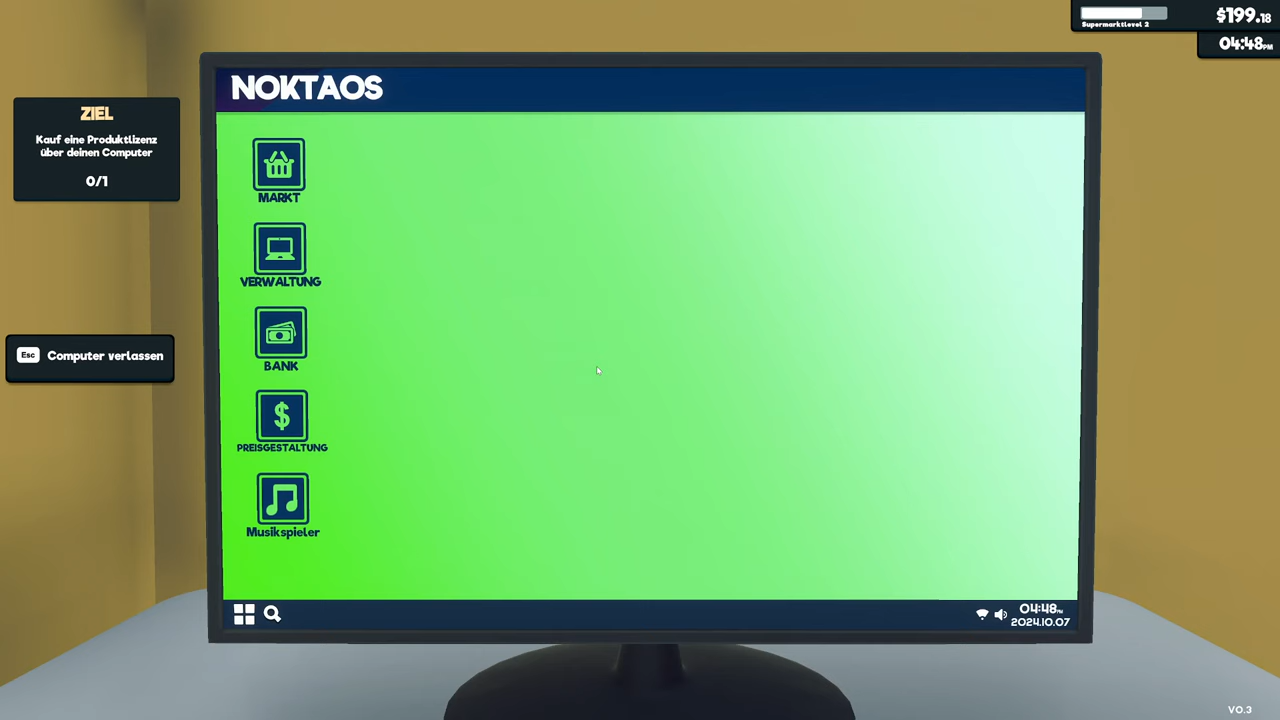 $199.18
Supermarktlevel 2
04:48PM
NOKTAOS
ZIEL
Kauf eine Produktlizenz
über deinen Computer
0/1
MARKT
VERWALTUNG
Esc Computer verlassen
BANK
PREISGESTALTUNG
Musikspieler
04:48PM
2024.10.07
V0.3